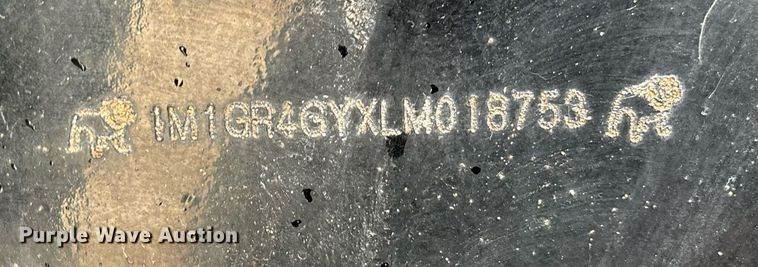 1M1GR4GYXLM018753
Purple Wave Auction